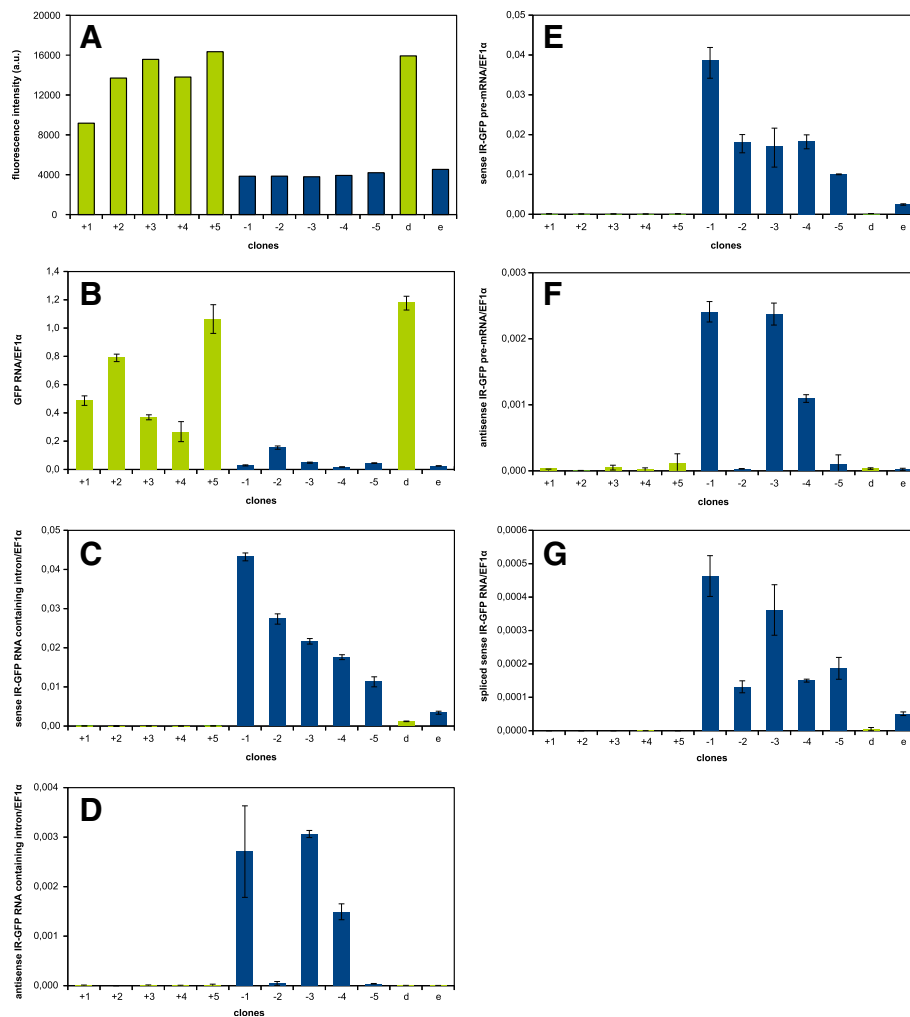 A
fluorescence intensity (a.u.)
20000
16000
12000
8000
4000
0
+1 +2 +3 +4 +5 -1 -2 -3 -4 -5 d e
clones
B
GFP RNA/EF1α
1,4
1,2
1,0
0,8
0,6
0,4
0,2
0,0
+1 +2 +3 +4 +5 -1 -2 -3 -4 -5 d e
clones
C
sense IR-GFP RNA containing intron/EF1α
0,05
0,04
0,03
0,02
0,01
0,00
+1 +2 +3 +4 +5 -1 -2 -3 -4 -5 d e
clones
D
antisense IR-GFP RNA containing intron/EF1α
0,004
0,003
0,002
0,001
0,000
+1 +2 +3 +4 +5 -1 -2 -3 -4 -5 d e
clones
E
sense IR-GFP pre-mRNA/EF1α
0,05
0,04
0,03
0,02
0,01
0,00
+1 +2 +3 +4 +5 -1 -2 -3 -4 -5 d e
clones
F
antisense IR-GFP pre-mRNA/EF1α
0,003
0,002
0,001
0,000
+1 +2 +3 +4 +5 -1 -2 -3 -4 -5 d e
clones
G
spliced sense IR-GFP RNA/EF1α
0,0006
0,0005
0,0004
0,0003
0,0002
0,0001
0,0000
+1 +2 +3 +4 +5 -1 -2 -3 -4 -5 d e
clones